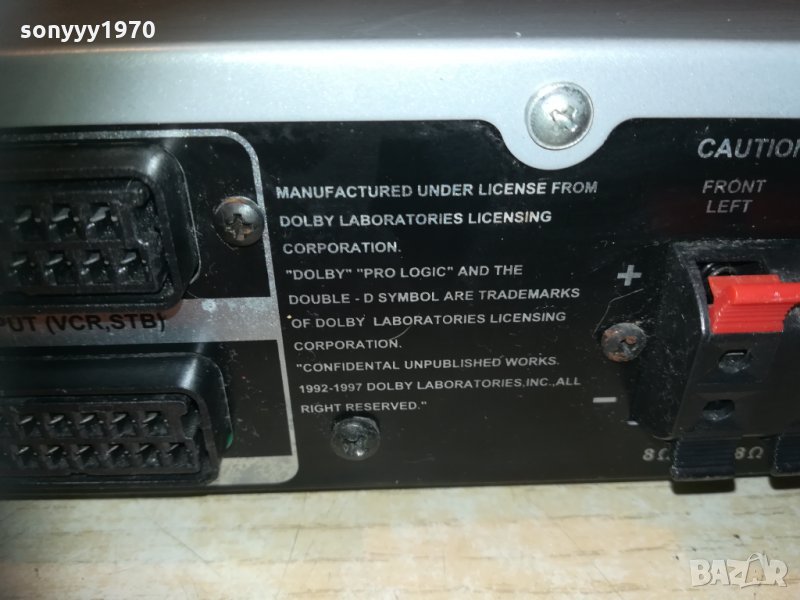 sonyyy1970
CAUTION
FRONT
LEFT
MANUFACTURED UNDER LICENSE FROM
DOLBY LABORATORIES LICENSING
CORPORATION.
"DOLBY" "PRO LOGIC" AND THE
DOUBLE - D SYMBOL ARE TRADEMARKS
OF DOLBY LABORATORIES LICENSING
CORPORATION.
"CONFIDENTAL UNPUBLISHED WORKS.
1992-1997 DOLBY LABORATORIES,INC.,ALL
RIGHT RESERVED."
+
−
PUT (VCR,STB)
8Ω 8Ω
BAZAR